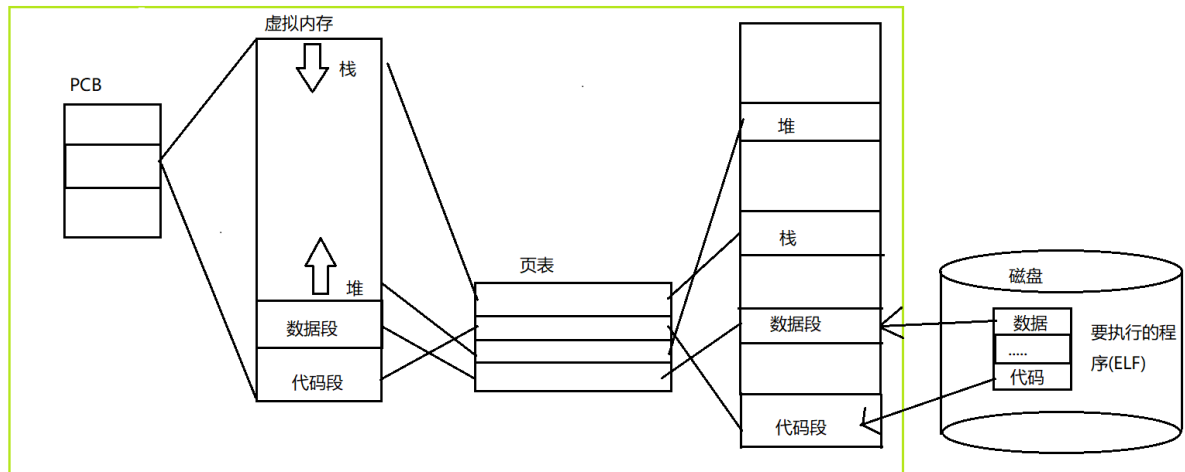 虚拟内存
PCB
栈
堆
数据段
代码段
页表
堆
栈
数据段
代码段
磁盘
数据
.....
代码
要执行的程
序(ELF)